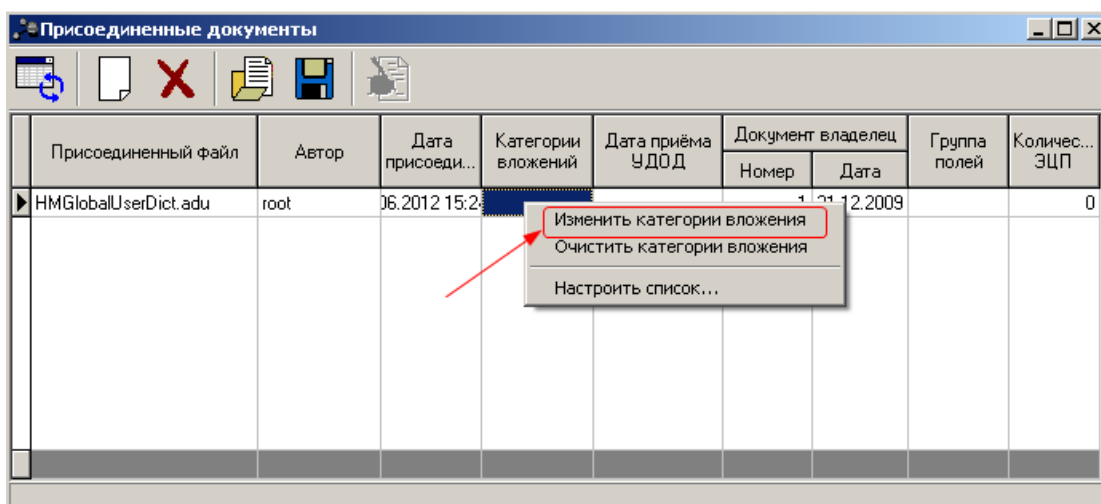 Присоединенные документы
Присоединенный файл
Автор
Дата
присоеди...
Категории
вложений
Дата приёма
УДОД
Документ владелец
Номер
Дата
Группа
полей
Количес...
ЭЦП
HMGlobalUserDict.adu
root
06.2012 15:2
1
21.12.2009
0
Изменить категории вложения
Очистить категории вложения
Настроить список...